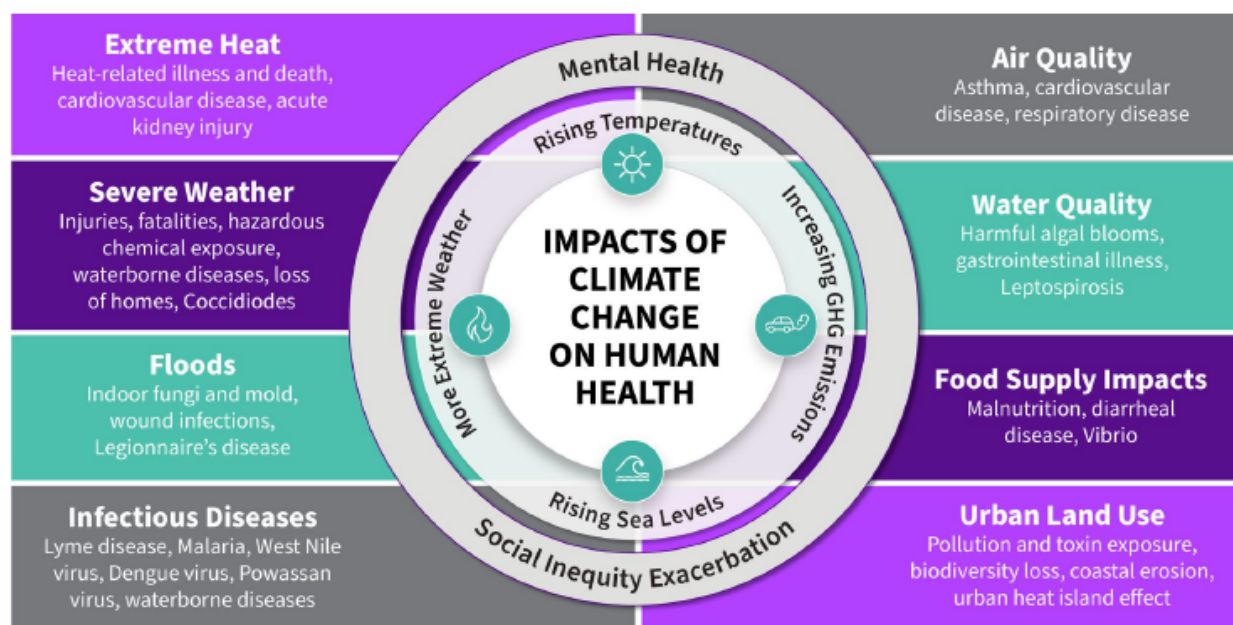 Extreme Heat
Heat-related illness and death,
cardiovascular disease, acute
kidney injury
Severe Weather
Injuries, fatalities, hazardous
chemical exposure,
waterborne diseases, loss
of homes, Coccidiodes
Floods
Indoor fungi and mold,
wound infections,
Legionnaire's disease
Infectious Diseases
Lyme disease, Malaria, West Nile
virus, Dengue virus, Powassan
virus, waterborne diseases
Mental Health
Rising Temperatures
More Extreme Weather
IMPACTS OF
CLIMATE
CHANGE
ON HUMAN
HEALTH
Increasing GHG Emissions
Rising Sea Levels
Social Inequity Exacerbation
Air Quality
Asthma, cardiovascular
disease, respiratory disease
Water Quality
Harmful algal blooms,
gastrointestinal illness,
Leptospirosis
Food Supply Impacts
Malnutrition, diarrheal
disease, Vibrio
Urban Land Use
Pollution and toxin exposure,
biodiversity loss, coastal erosion,
urban heat island effect